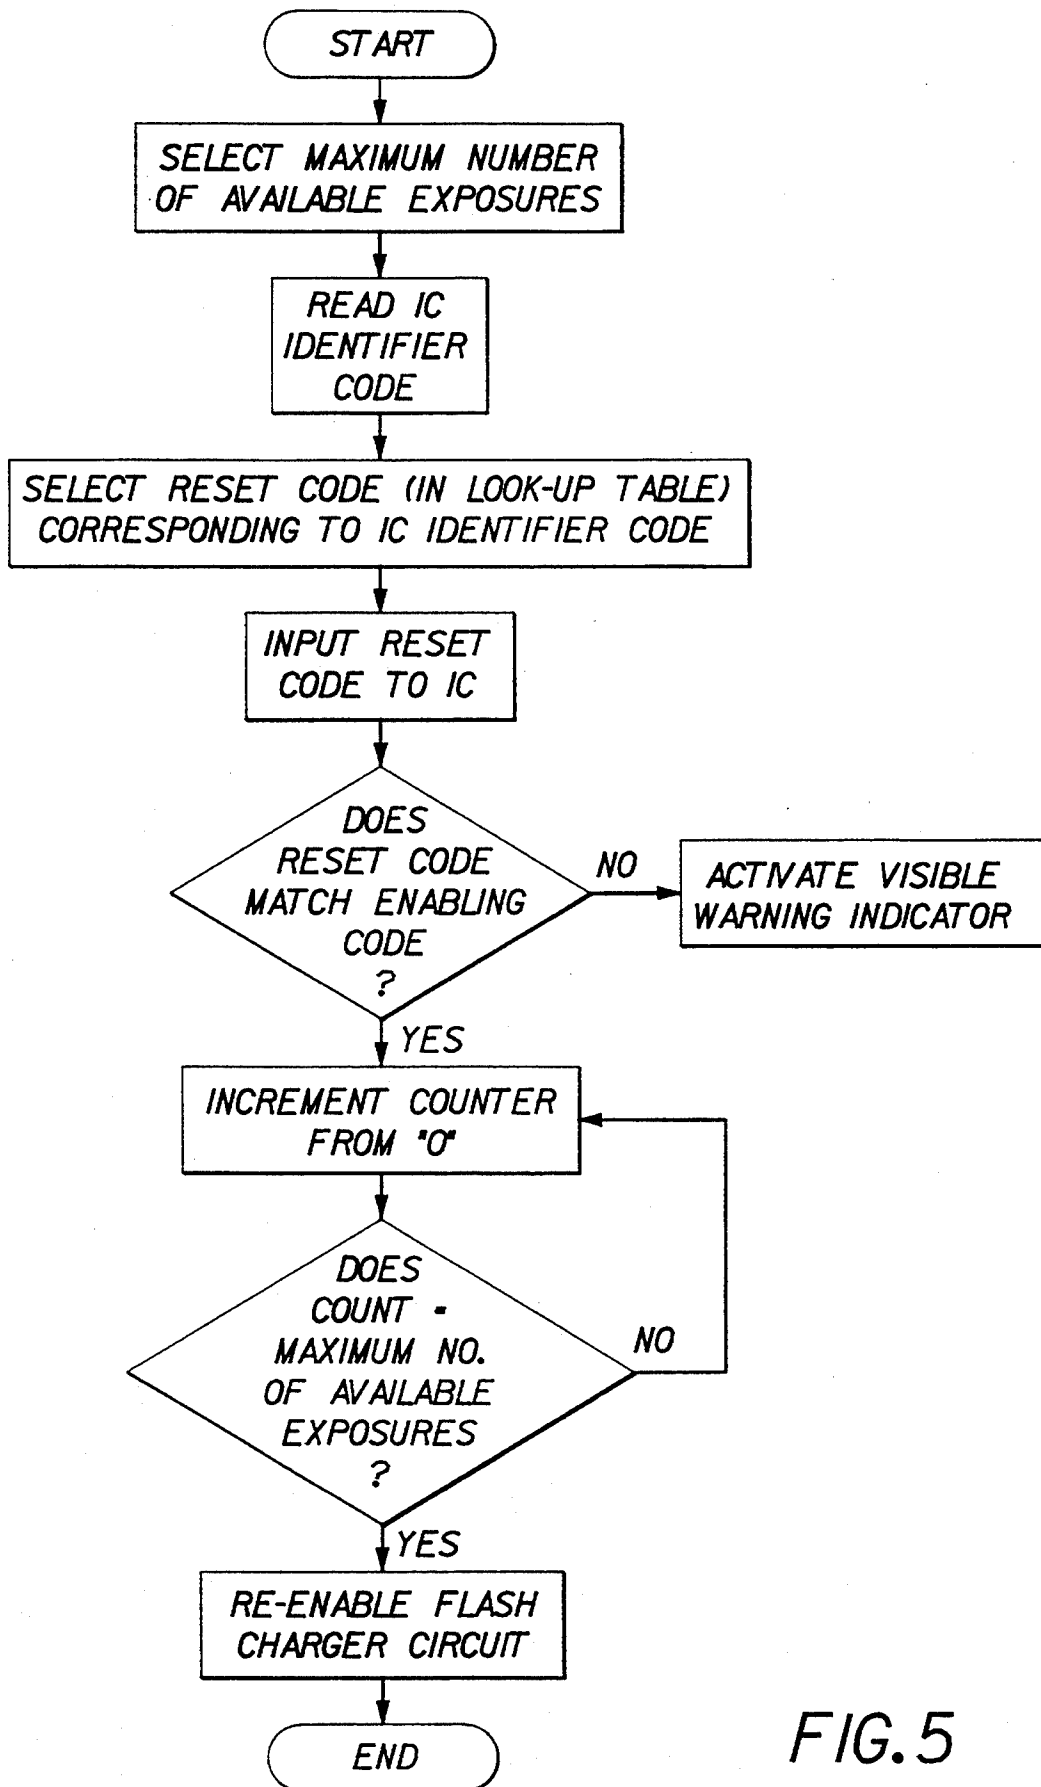 START
SELECT MAXIMUM NUMBER
OF AVAILABLE EXPOSURES
READ IC
IDENTIFIER
CODE
SELECT RESET CODE (IN LOOK-UP TABLE)
CORRESPONDING TO IC IDENTIFIER CODE
INPUT RESET
CODE TO IC
DOES
RESET CODE
MATCH ENABLING
CODE
?
NO
ACTIVATE VISIBLE
WARNING INDICATOR
YES
INCREMENT COUNTER
FROM "0"
DOES
COUNT =
MAXIMUM NO.
OF AVAILABLE
EXPOSURES
?
NO
YES
RE-ENABLE FLASH
CHARGER CIRCUIT
END
FIG.5